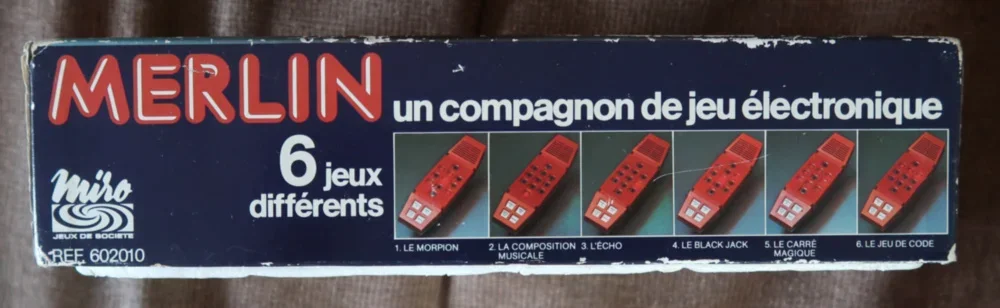 MERLIN
un compagnon de jeu électronique
6 jeux
différents
miro
JEUX DE SOCIETE
REF. 602010
1. LE MORPION
2. LA COMPOSITION
MUSICALE
3. L'ÉCHO
4. LE BLACK JACK
5. LE CARRÉ
MAGIQUE
6. LE JEU DE CODE